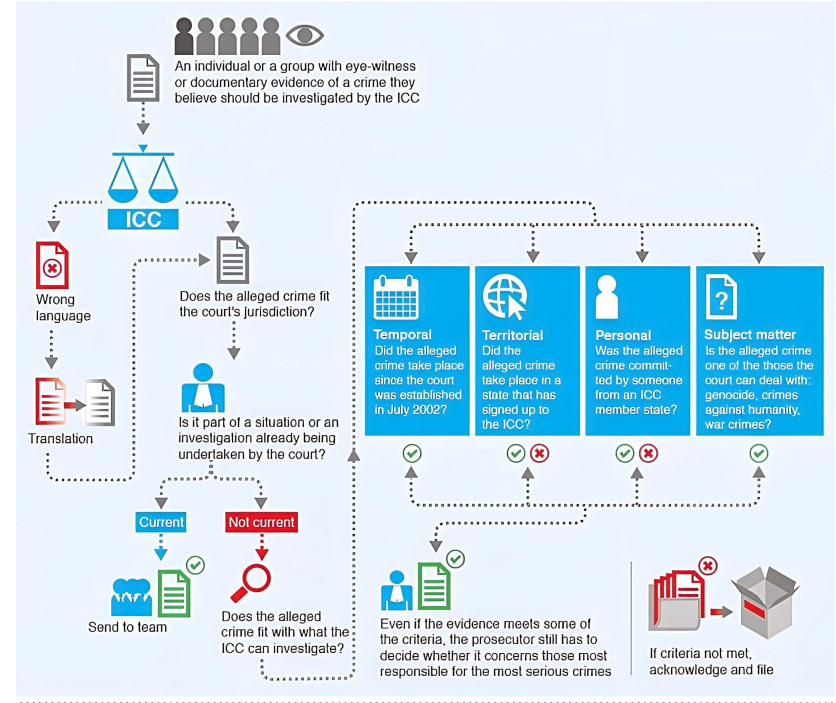 An individual or a group with eye-witness
or documentary evidence of a crime they
believe should be investigated by the ICC
ICC
Wrong
language
Translation
Does the alleged crime fit
the court's jurisdiction?
Is it part of a situation or an
investigation already being
undertaken by the court?
Current
Not current
Send to team
Does the alleged
crime fit with what the
ICC can investigate?
Temporal
Did the alleged
crime take place
since the court
was established
in July 2002?
Territorial
Did the
alleged crime
take place in a
state that has
signed up to
the ICC?
Personal
Was the alleged
crime commit-
ted by someone
from an ICC
member state?
?
Subject matter
Is the alleged crime
one of the those the
court can deal with:
genocide, crimes
against humanity,
war crimes?
Even if the evidence meets some of
the criteria, the prosecutor still has to
decide whether it concerns those most
responsible for the most serious crimes
If criteria not met,
acknowledge and file